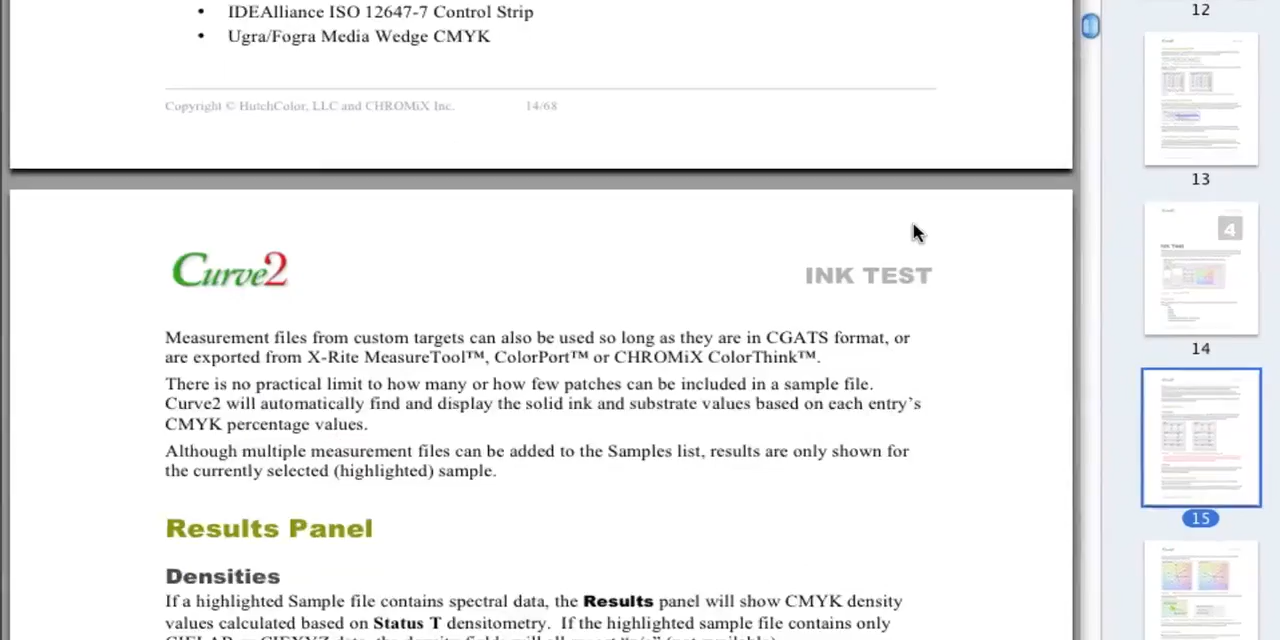 • IDEAlliance ISO 12647-7 Control Strip
• Ugra/Fogra Media Wedge CMYK
Copyright © HutchColor, LLC and CHROMiX Inc. 14/68
Curve2
INK TEST
Measurement files from custom targets can also be used so long as they are in CGATS format, or
are exported from X-Rite MeasureTool™, ColorPort™ or CHROMiX ColorThink™.
There is no practical limit to how many or how few patches can be included in a sample file.
Curve2 will automatically find and display the solid ink and substrate values based on each entry's
CMYK percentage values.
Although multiple measurement files can be added to the Samples list, results are only shown for
the currently selected (highlighted) sample.
Results Panel
Densities
If a highlighted Sample file contains spectral data, the Results panel will show CMYK density
values calculated based on Status T densitometry. If the highlighted sample file contains only
12
13
4
14
15